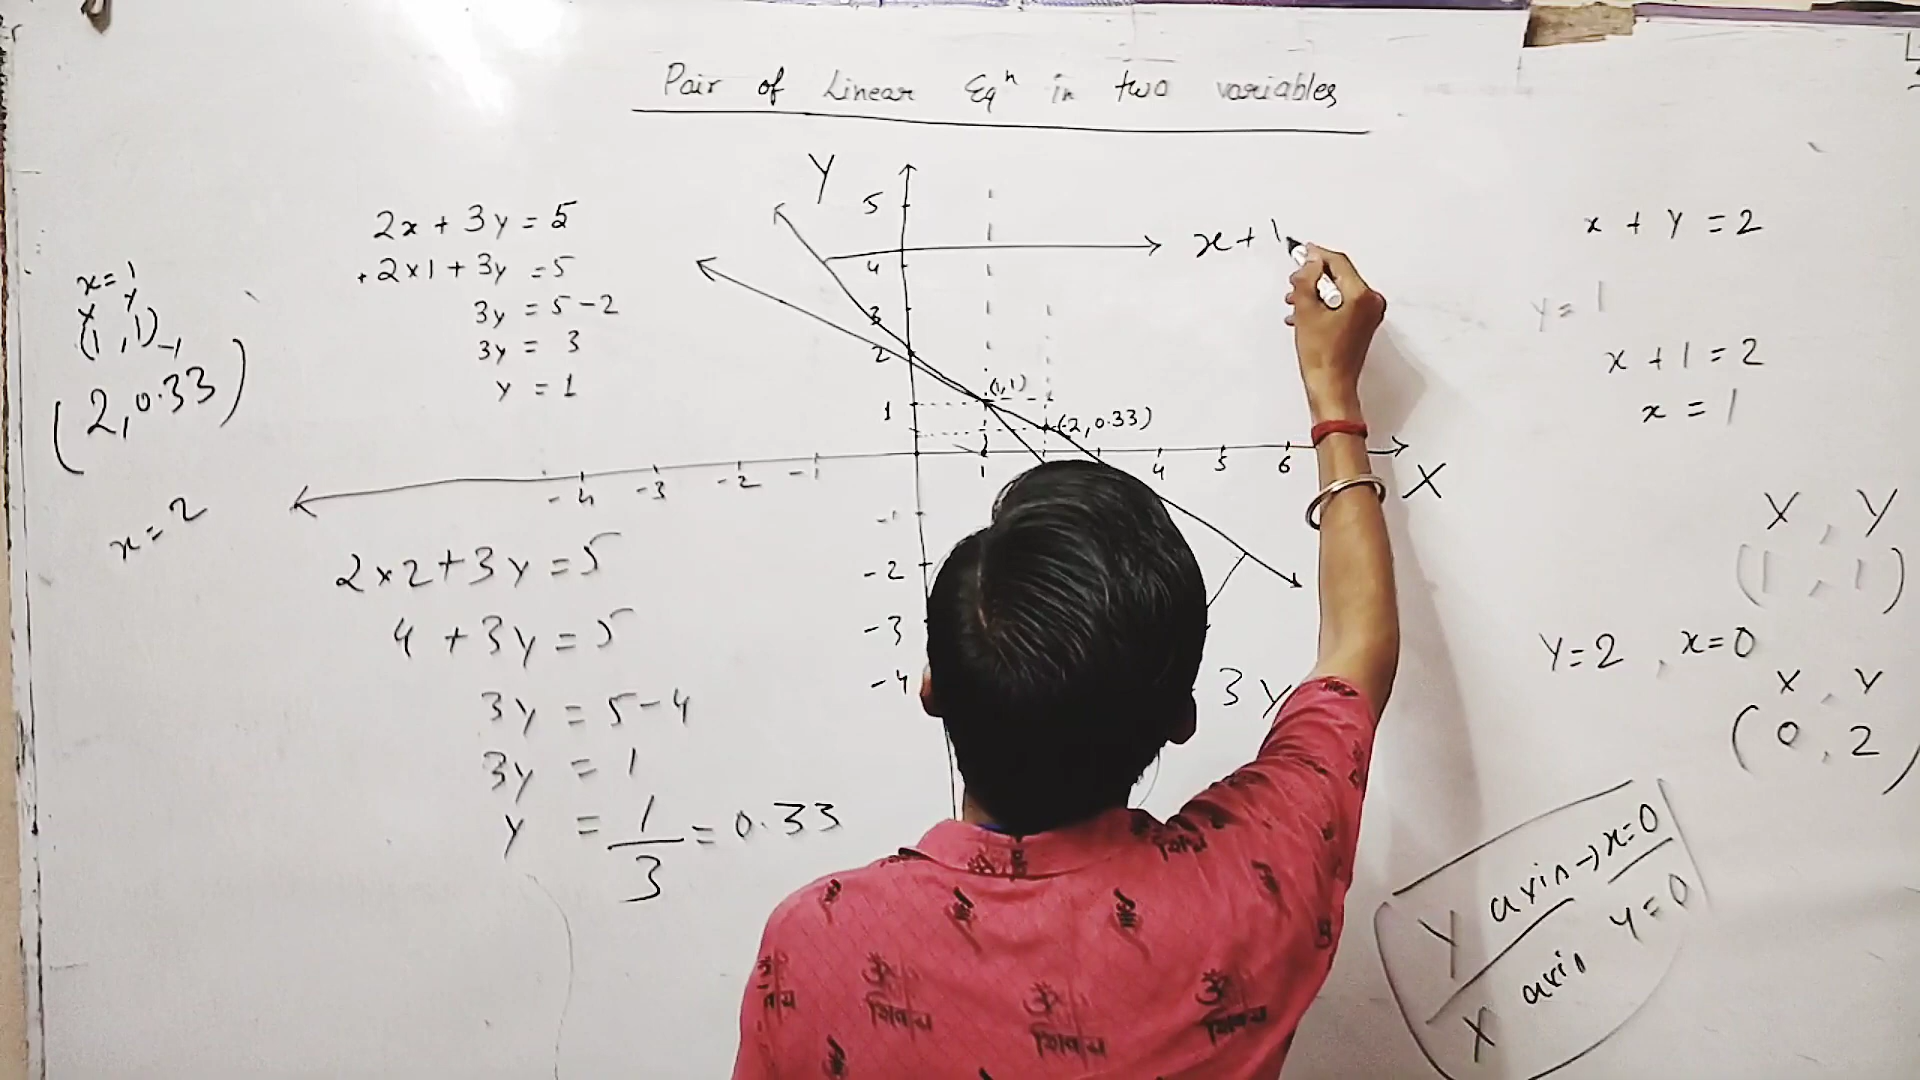 Pair of Linear Eqⁿ in two variables
x=1
x y
(1,1)
(2,0.33)
x=2
2x + 3y = 5
2×1 + 3y = 5
3y = 5-2
3y = 3
y = 1
2×2+3y=5
4 + 3y = 5
3y = 5-4
3y = 1
y = 1/3 = 0.33
Y
5
4
3
2
1
-4 -3 -2 -1
1 4 5 6
X
-1
-2
-3
-4
(1,1)
(2,0.33)
x+
3y
x + y = 2
y = 1
x + 1 = 2
x = 1
X , Y
(1 , 1)
Y=2 , x=0
X , Y
(0 , 2)
Y axis → x=0
X axis y=0
ॐ
शिवाय
ॐ
शिवाय
ॐ
शिवाय